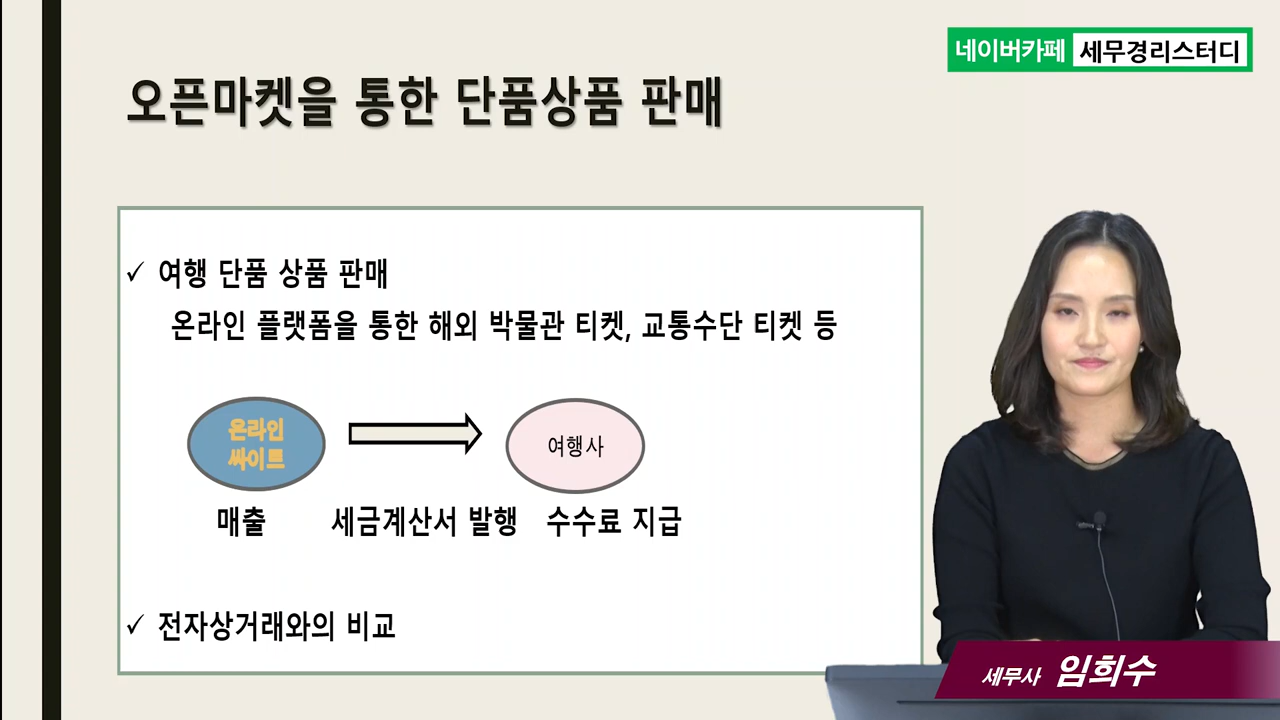 네이버카페 세무경리스터디
오픈마켓을 통한 단품상품 판매
✓ 여행 단품 상품 판매
온라인 플랫폼을 통한 해외 박물관 티켓, 교통수단 티켓 등
온라인
싸이트
여행사
매출 세금계산서 발행 수수료 지급
✓ 전자상거래와의 비교
세무사 임희수